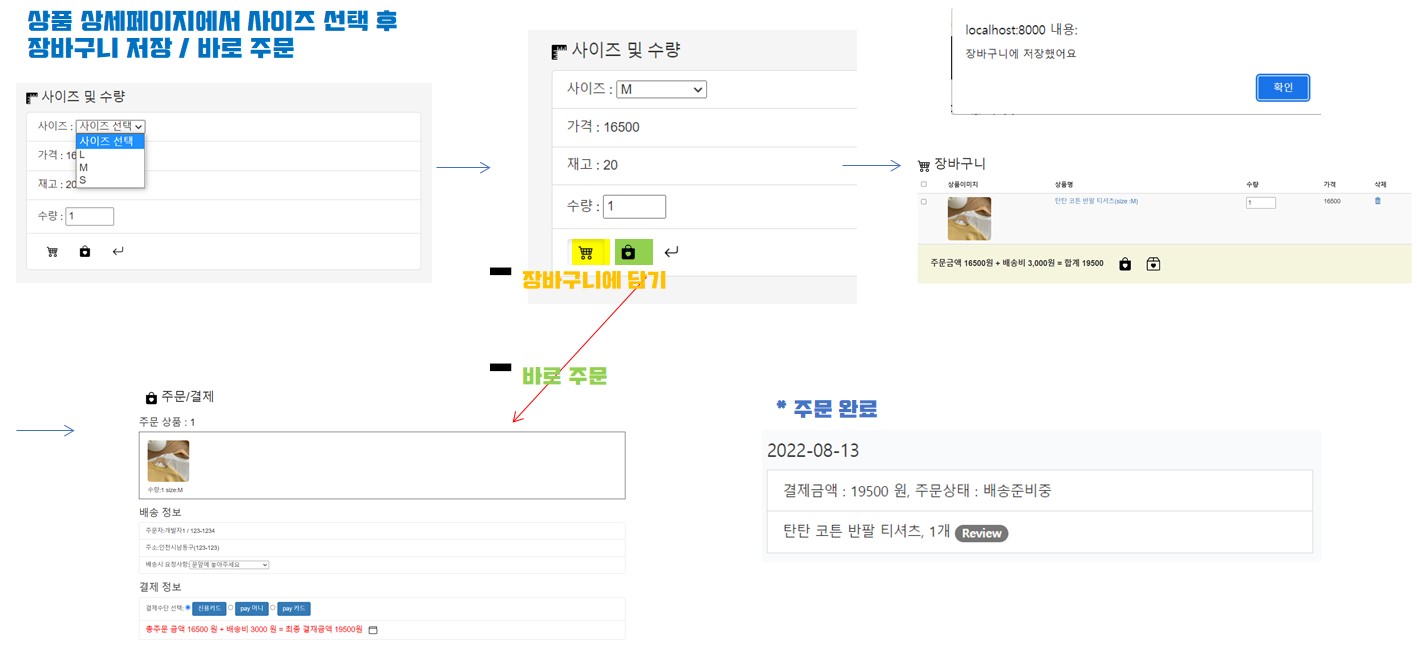 상품 상세페이지에서 사이즈 선택 후
장바구니 저장 / 바로 주문
사이즈 및 수량
사이즈 : 사이즈 선택
사이즈 선택
L
M
S
가격 : 16
재고 : 20
수량 : 1
사이즈 및 수량
사이즈 : M
가격 : 16500
재고 : 20
수량 : 1
장바구니에 담기
바로 주문
localhost:8000 내용:
장바구니에 저장했어요
확인
장바구니
상품이미지 상품명 수량 가격 삭제
탄탄 코튼 반팔 티셔츠(size :M) 1 16500
주문금액 16500원 + 배송비 3,000원 = 합계 19500
주문/결제
주문 상품 : 1
수량:1 size:M
배송 정보
주문자:개발자1 / 123-1234
주소:인천시남동구(123-123)
배송시 요청사항: 문앞에 놓아주세요
결제 정보
결제수단 선택: 신용카드 pay 머니 pay 카드
총주문 금액 16500 원 + 배송비 3000 원 = 최종 결재금액 19500원
* 주문 완료
2022-08-13
결제금액 : 19500 원, 주문상태 : 배송준비중
탄탄 코튼 반팔 티셔츠, 1개 Review